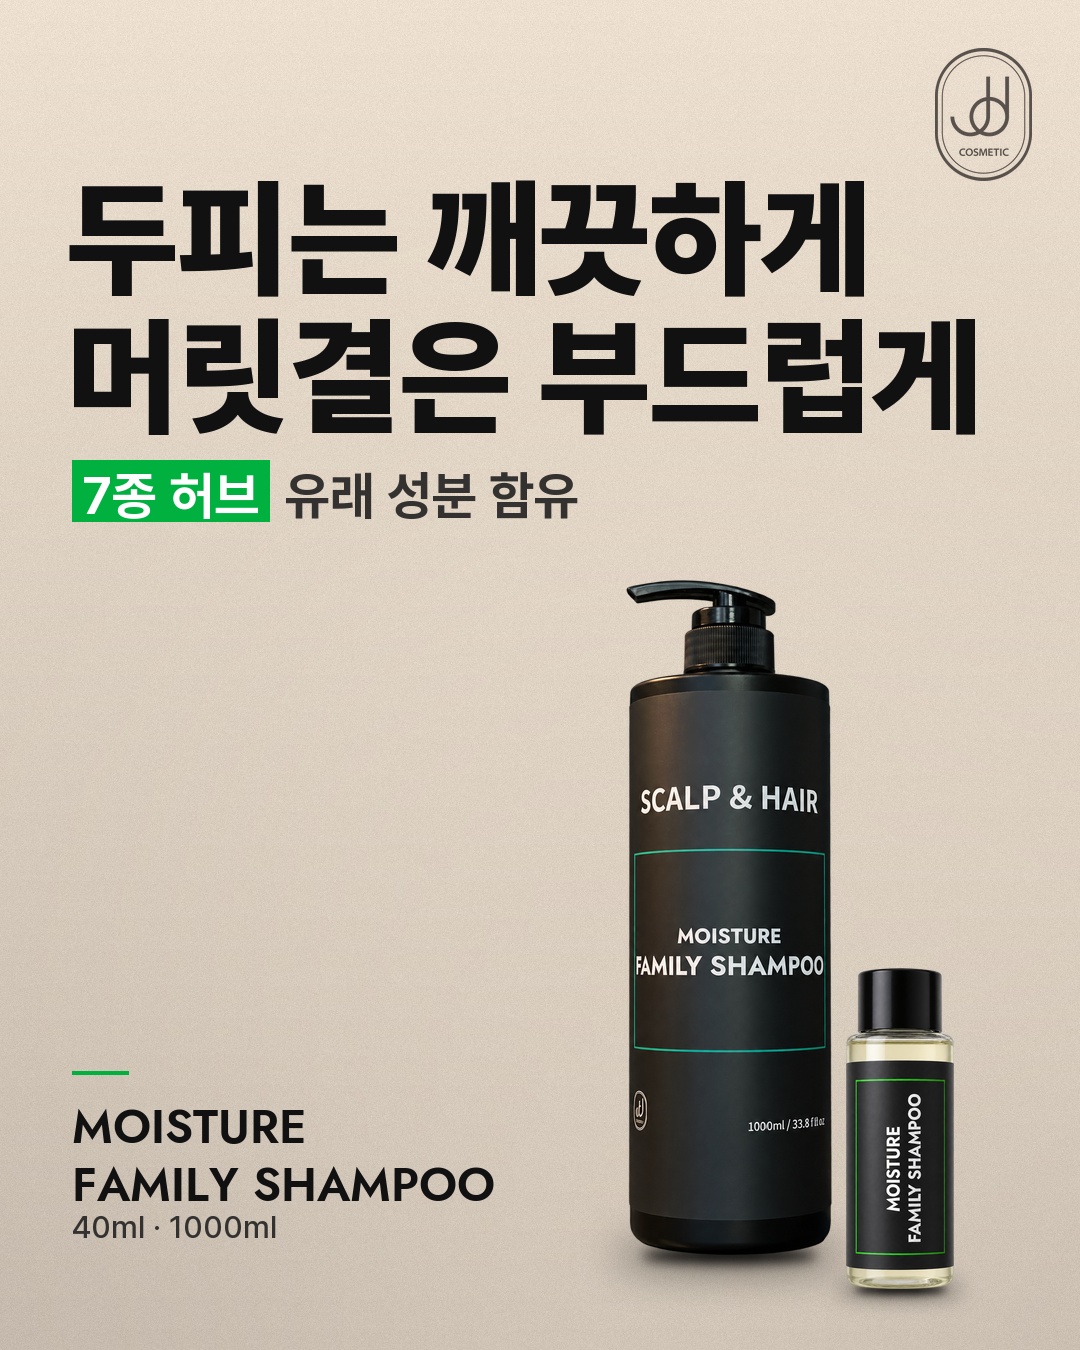 JD
COSMETIC
두피는 깨끗하게
머릿결은 부드럽게
7종 허브 유래 성분 함유
SCALP & HAIR
MOISTURE
FAMILY SHAMPOO
1000ml / 33.8 fl oz
MOISTURE
FAMILY SHAMPOO
MOISTURE
FAMILY SHAMPOO
40ml · 1000ml